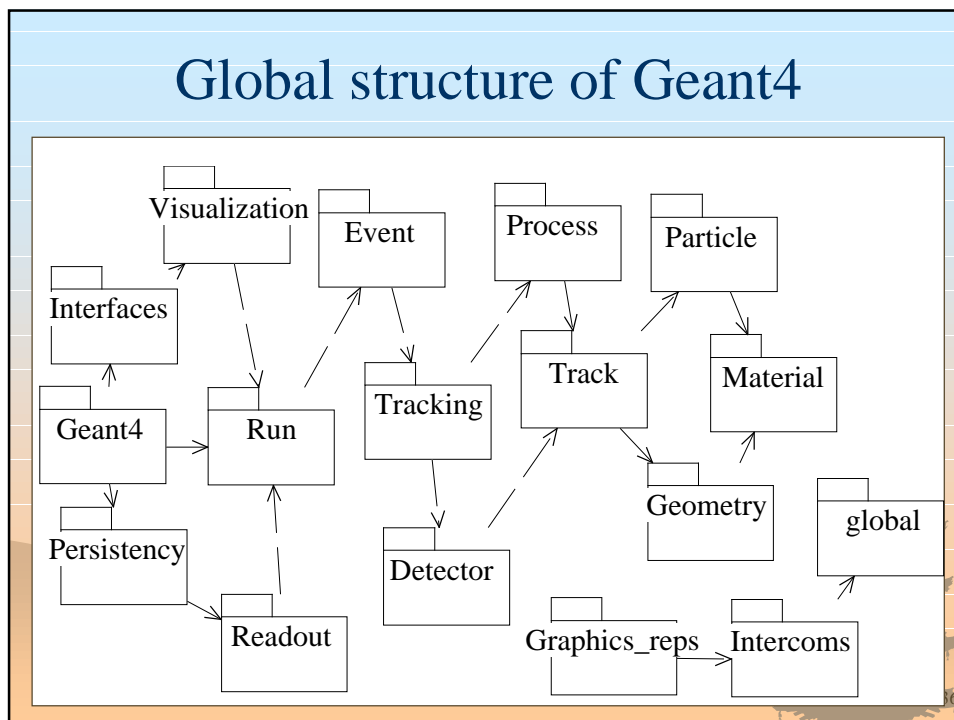 Global structure of Geant4
Visualization
Event
Process
Particle
Interfaces
Geant4
Run
Tracking
Track
Material
Persistency
Readout
Detector
Geometry
global
Graphics_reps
Intercoms